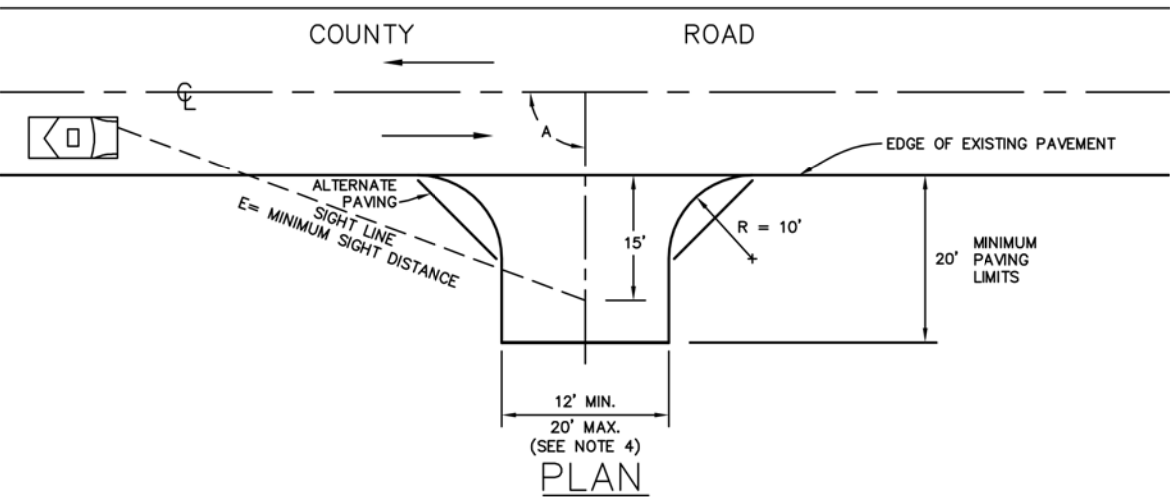 COUNTY ROAD
℄
A
EDGE OF EXISTING PAVEMENT
ALTERNATE
PAVING
SIGHT LINE
E= MINIMUM SIGHT DISTANCE
15'
R = 10'
20'
MINIMUM
PAVING
LIMITS
12' MIN.
20' MAX.
(SEE NOTE 4)
PLAN